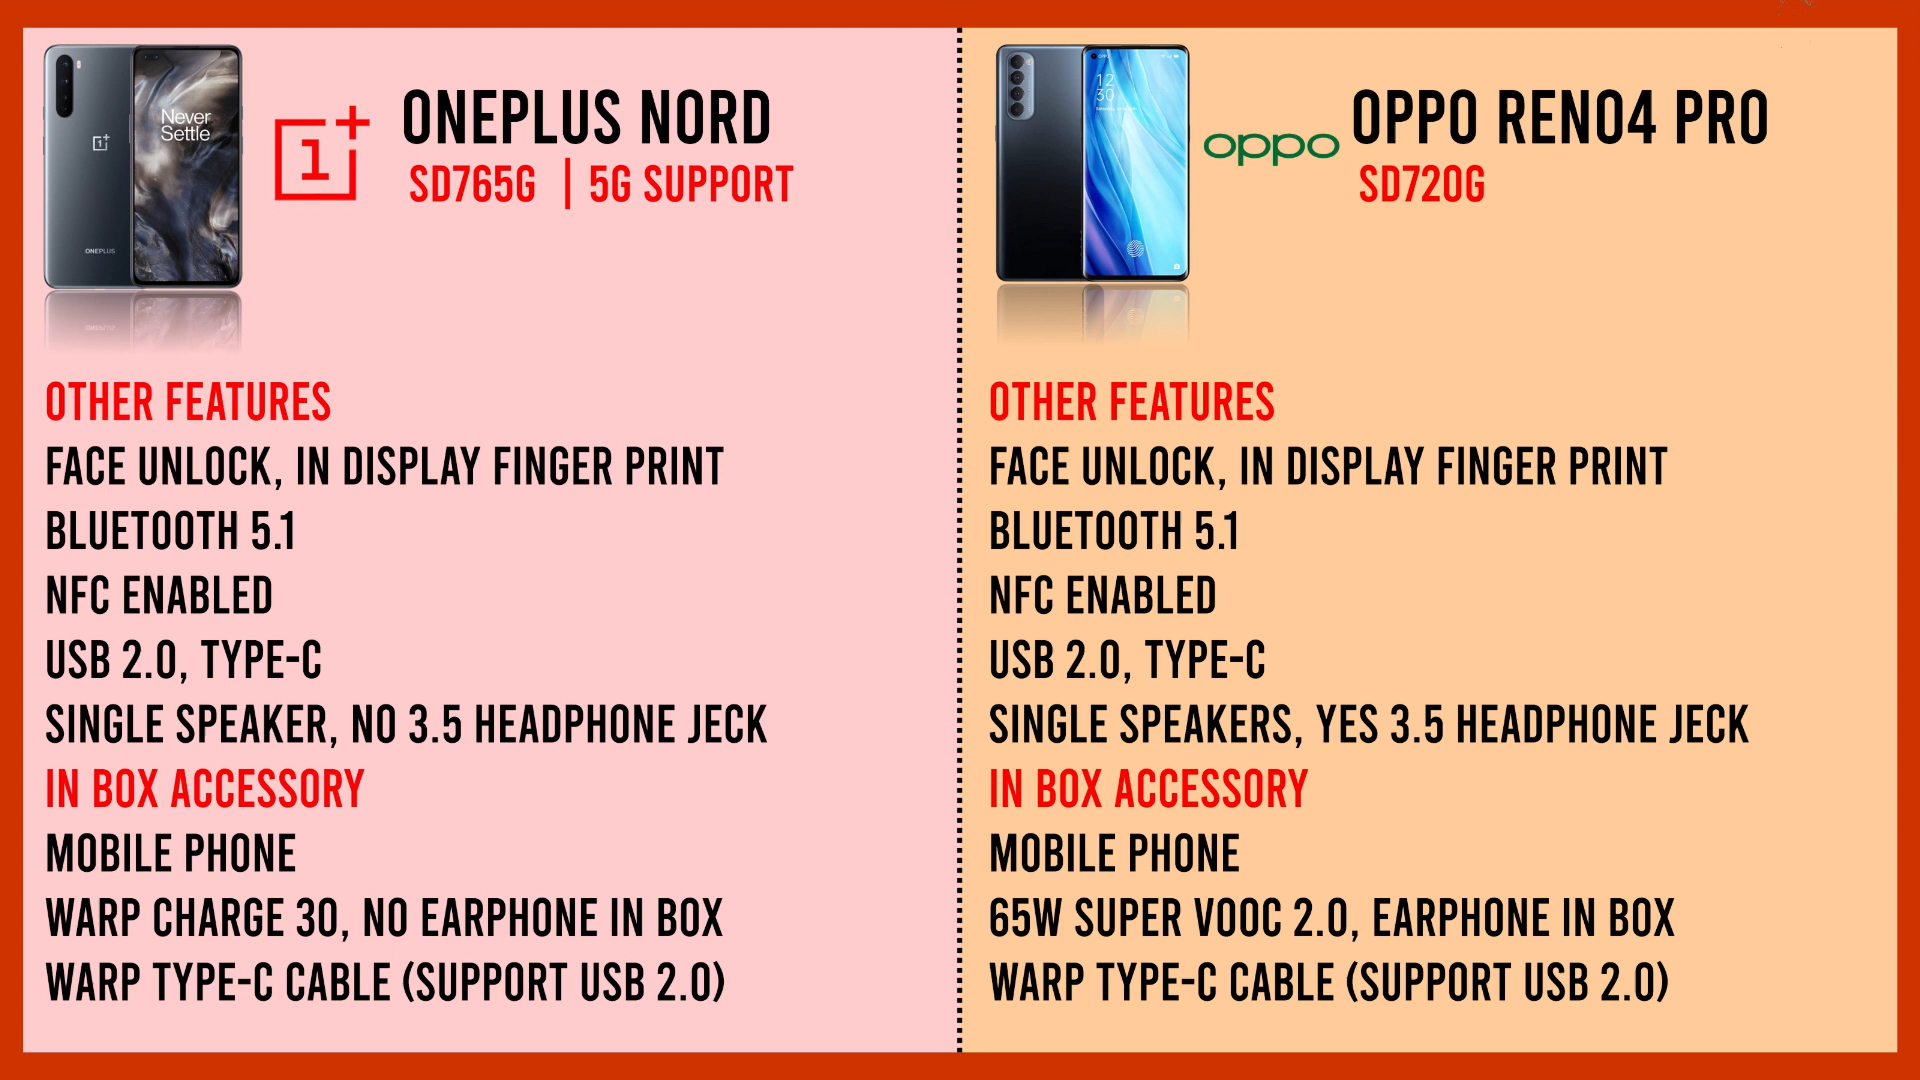 ONEPLUS NORD
SD765G | 5G SUPPORT
Never
Settle
1+
ONEPLUS
OTHER FEATURES
FACE UNLOCK, IN DISPLAY FINGER PRINT
BLUETOOTH 5.1
NFC ENABLED
USB 2.0, TYPE-C
SINGLE SPEAKER, NO 3.5 HEADPHONE JECK
IN BOX ACCESSORY
MOBILE PHONE
WARP CHARGE 30, NO EARPHONE IN BOX
WARP TYPE-C CABLE (SUPPORT USB 2.0)
oppo
OPPO RENO4 PRO
SD720G
12
30
OTHER FEATURES
FACE UNLOCK, IN DISPLAY FINGER PRINT
BLUETOOTH 5.1
NFC ENABLED
USB 2.0, TYPE-C
SINGLE SPEAKERS, YES 3.5 HEADPHONE JECK
IN BOX ACCESSORY
MOBILE PHONE
65W SUPER VOOC 2.0, EARPHONE IN BOX
WARP TYPE-C CABLE (SUPPORT USB 2.0)